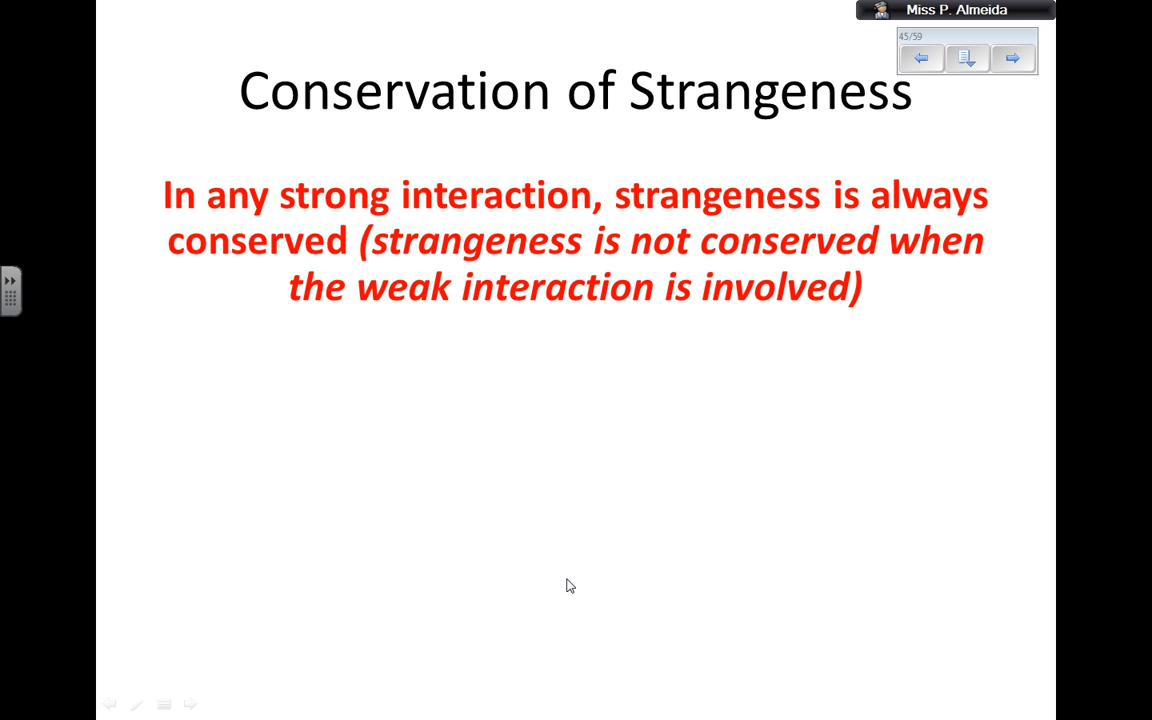 Miss P. Almeida
45/59
Conservation of Strangeness
In any strong interaction, strangeness is always
conserved (strangeness is not conserved when
the weak interaction is involved)